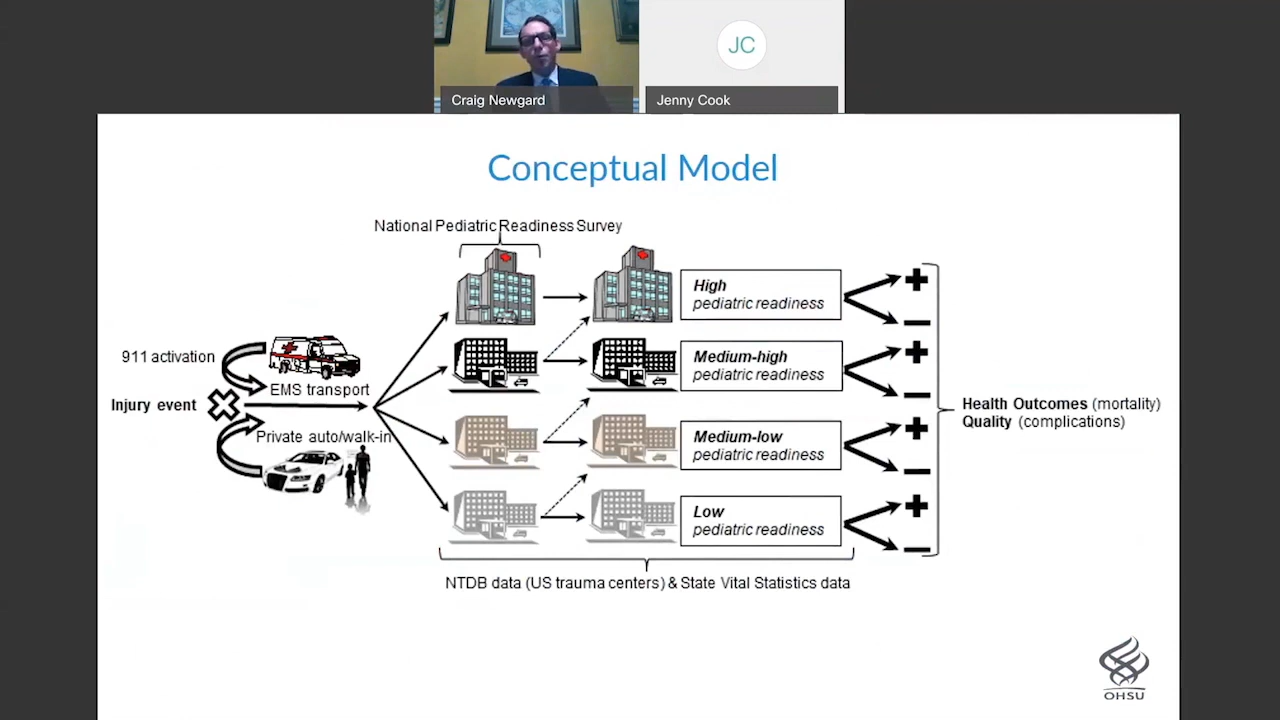 Craig Newgard
JC
Jenny Cook
Conceptual Model
National Pediatric Readiness Survey
911 activation
EMS transport
Injury event
Private auto/walk-in
High
pediatric readiness
Medium-high
pediatric readiness
Medium-low
pediatric readiness
Low
pediatric readiness
Health Outcomes (mortality)
Quality (complications)
NTDB data (US trauma centers) & State Vital Statistics data
OHSU